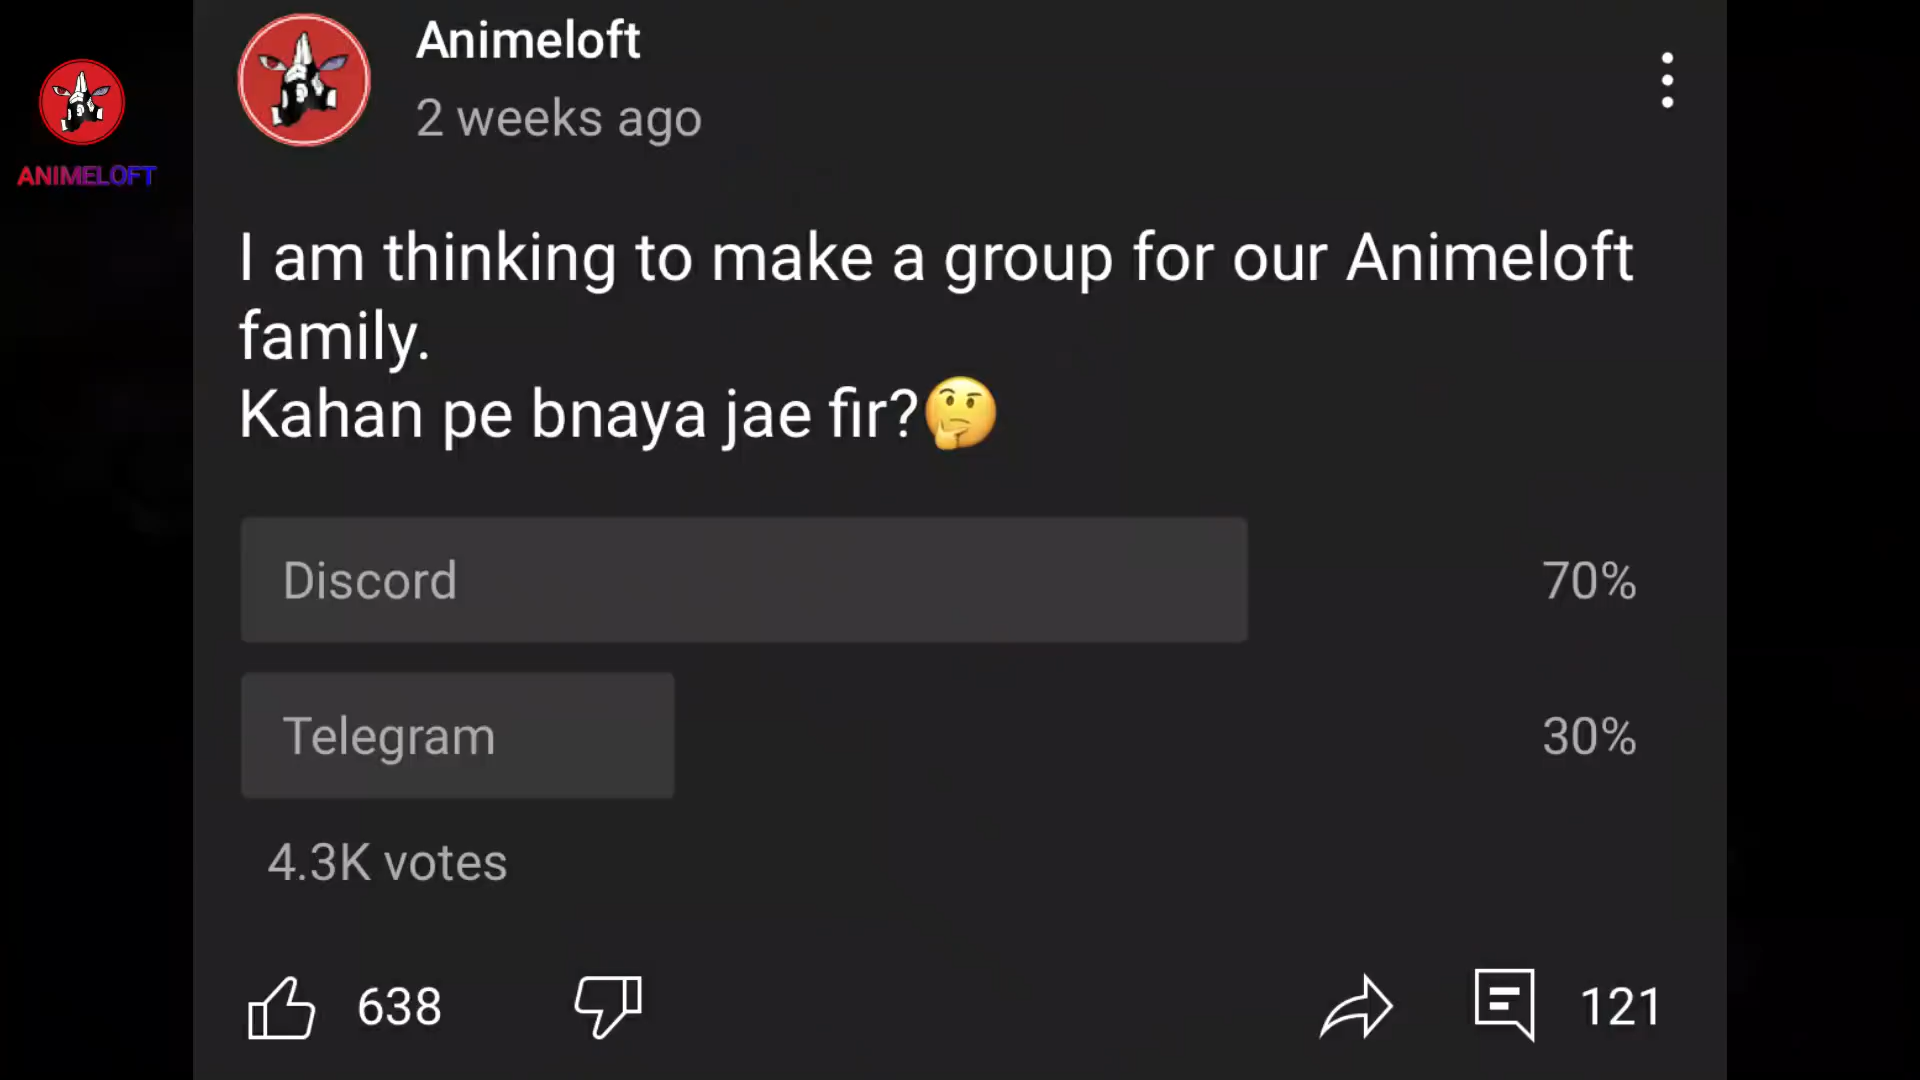 Animeloft
2 weeks ago
ANIMELOFT
I am thinking to make a group for our Animeloft
family.
Kahan pe bnaya jae fir?🤔
Discord 70%
Telegram 30%
4.3K votes
638 121